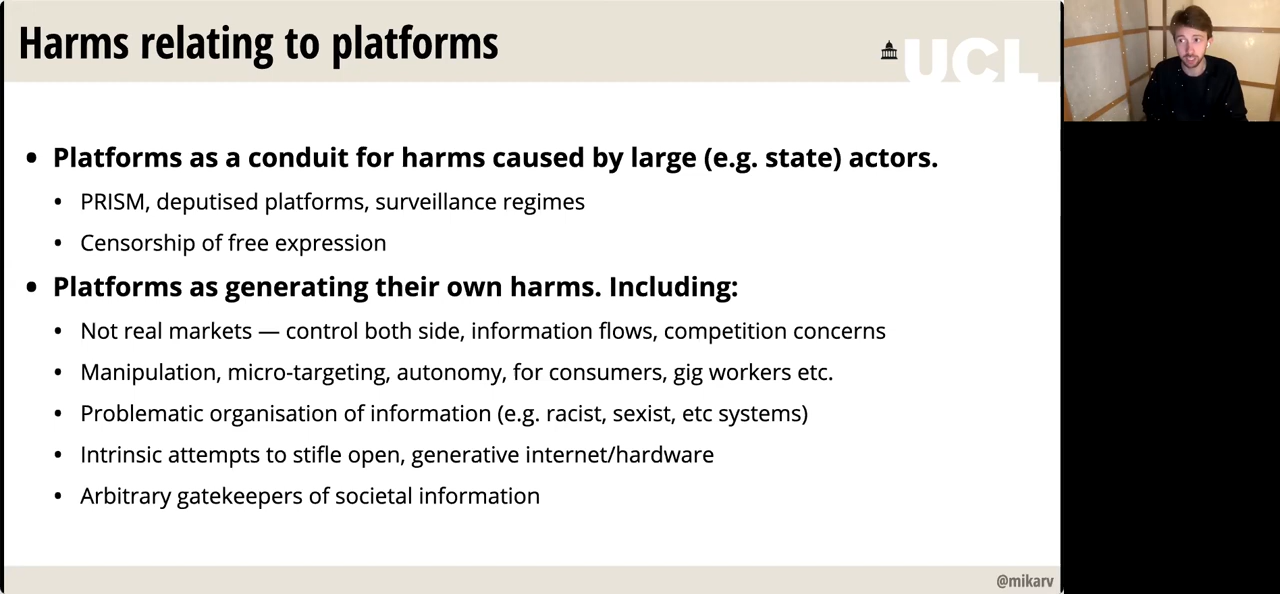 Harms relating to platforms
UCL
• Platforms as a conduit for harms caused by large (e.g. state) actors.
• PRISM, deputised platforms, surveillance regimes
• Censorship of free expression
• Platforms as generating their own harms. Including:
• Not real markets — control both side, information flows, competition concerns
• Manipulation, micro-targeting, autonomy, for consumers, gig workers etc.
• Problematic organisation of information (e.g. racist, sexist, etc systems)
• Intrinsic attempts to stifle open, generative internet/hardware
• Arbitrary gatekeepers of societal information
@mikarv